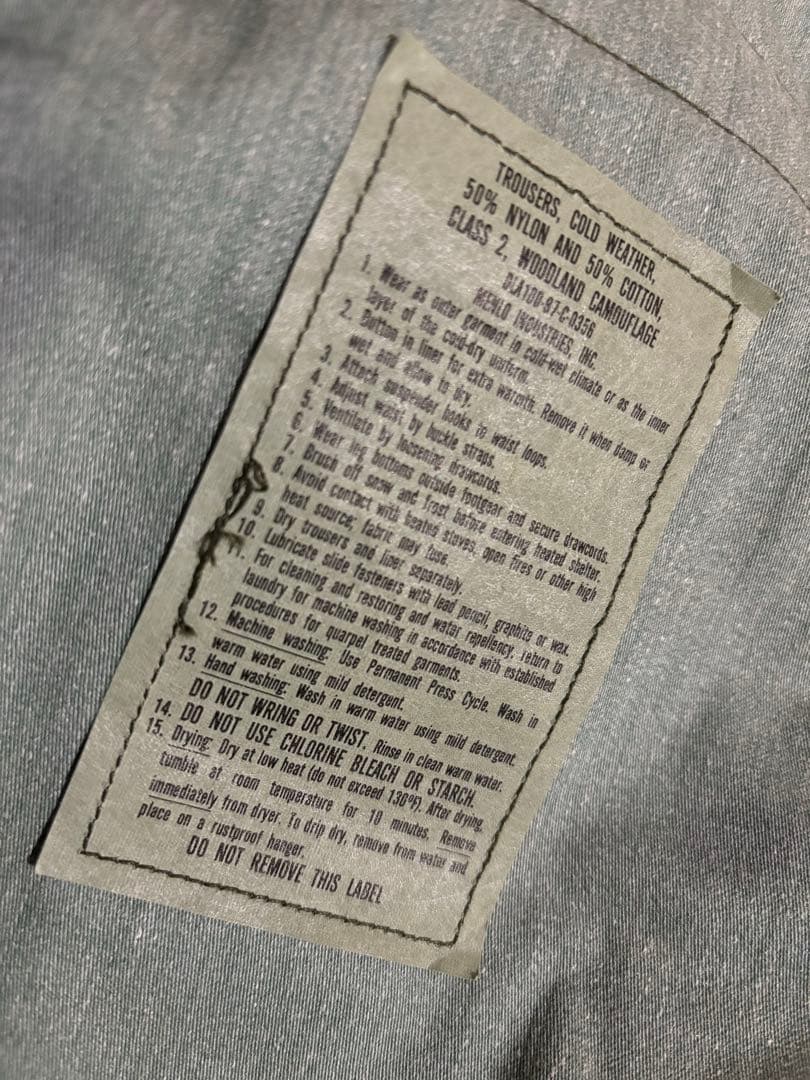 TROUSERS, COLD WEATHER,
50% NYLON AND 50% COTTON,
CLASS 2, WOODLAND CAMOUFLAGE
DLA100-87-C-0356
MENLO INDUSTRIES, INC.
1. Wear as outer garment in cold-wet climate or as the inner
layer of the cold-dry uniform.
2. Button in liner for extra warmth. Remove it when damp or
wet and allow to dry.
3. Attach suspender hooks to waist loops.
4. Adjust waist by buckle straps.
5. Ventilate by loosening drawcords.
6. Wear leg bottoms outside footgear and secure drawcords.
7. Brush off snow and frost before entering heated shelter.
8. Avoid contact with heated stoves, open fires or other high
heat source; fabric may fuse.
9. Dry trousers and liner separately.
10. Lubricate slide fasteners with lead pencil, graphite or wax.
11. For cleaning and restoring and water repellency, return to
laundry for machine washing in accordance with established
procedures for quarpel treated garments.
12. Machine washing: Use Permanent Press Cycle. Wash in
warm water using mild detergent.
13. Hand washing: Wash in warm water using mild detergent.
DO NOT WRING OR TWIST. Rinse in clean warm water.
14. DO NOT USE CHLORINE BLEACH OR STARCH.
15. Drying: Dry at low heat (do not exceed 130°F). After drying,
tumble at room temperature for 10 minutes. Remove
immediately from dryer. To drip dry, remove from water and
place on a rustproof hanger.
DO NOT REMOVE THIS LABEL